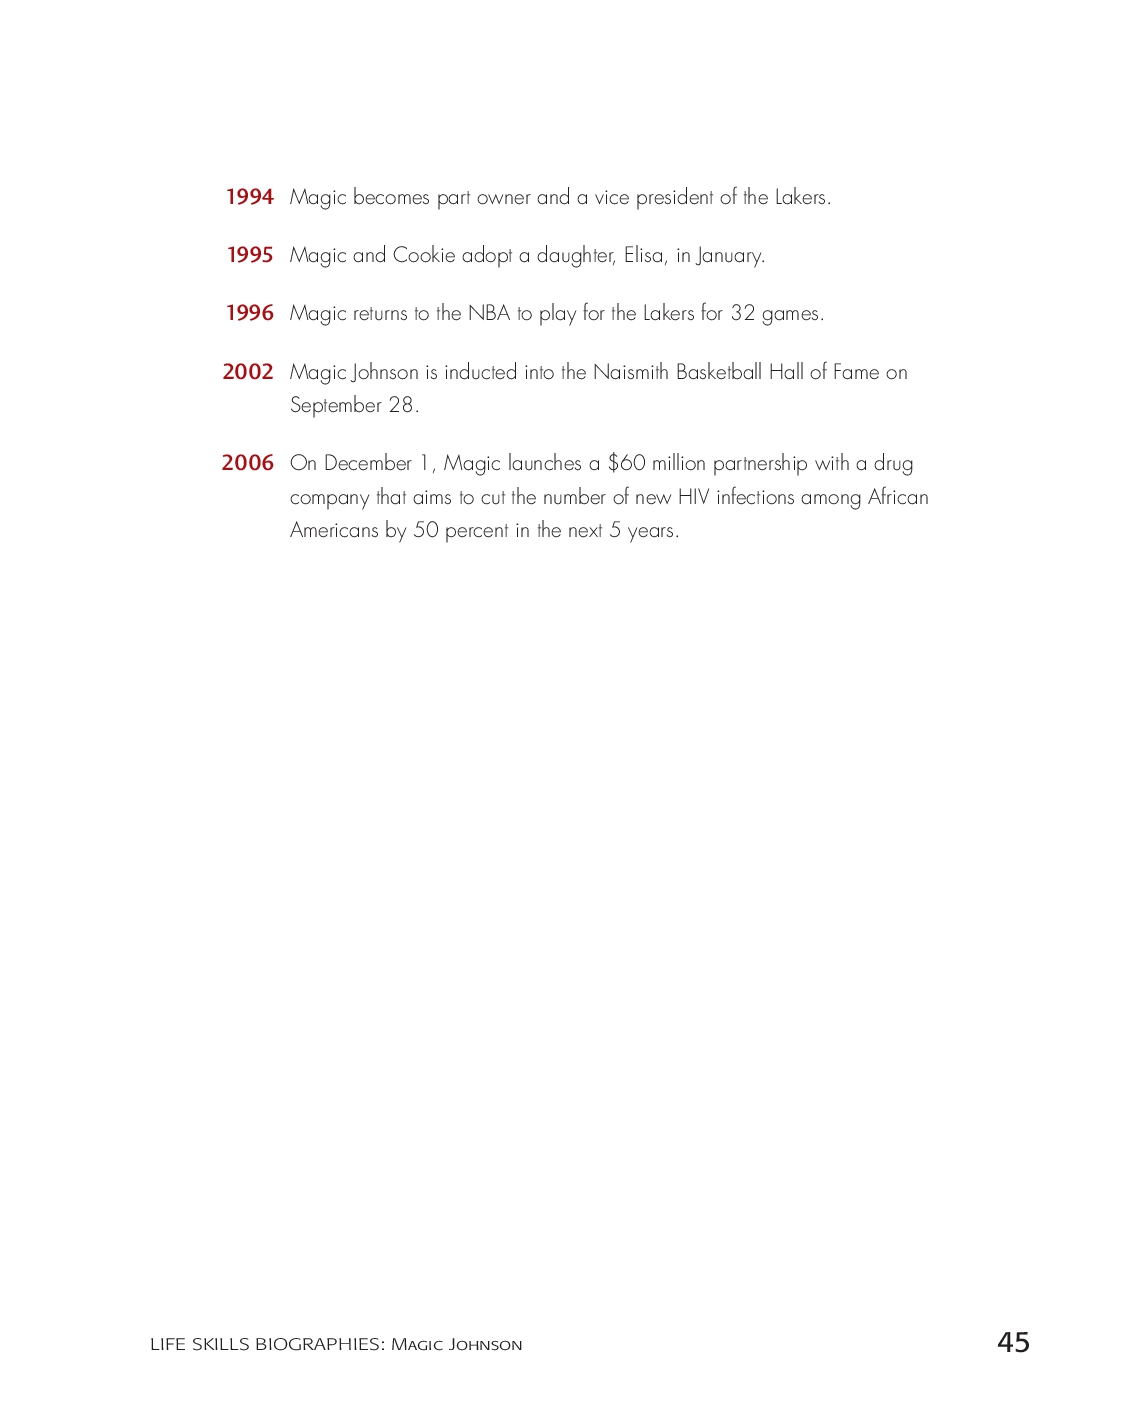 1994 Magic becomes part owner and a vice president of the Lakers.
1995 Magic and Cookie adopt a daughter, Elisa, in January.
1996 Magic returns to the NBA to play for the Lakers for 32 games.
2002 Magic Johnson is inducted into the Naismith Basketball Hall of Fame on
September 28.
2006 On December 1, Magic launches a $60 million partnership with a drug
company that aims to cut the number of new HIV infections among African
Americans by 50 percent in the next 5 years.
LIFE SKILLS BIOGRAPHIES: Magic Johnson 45